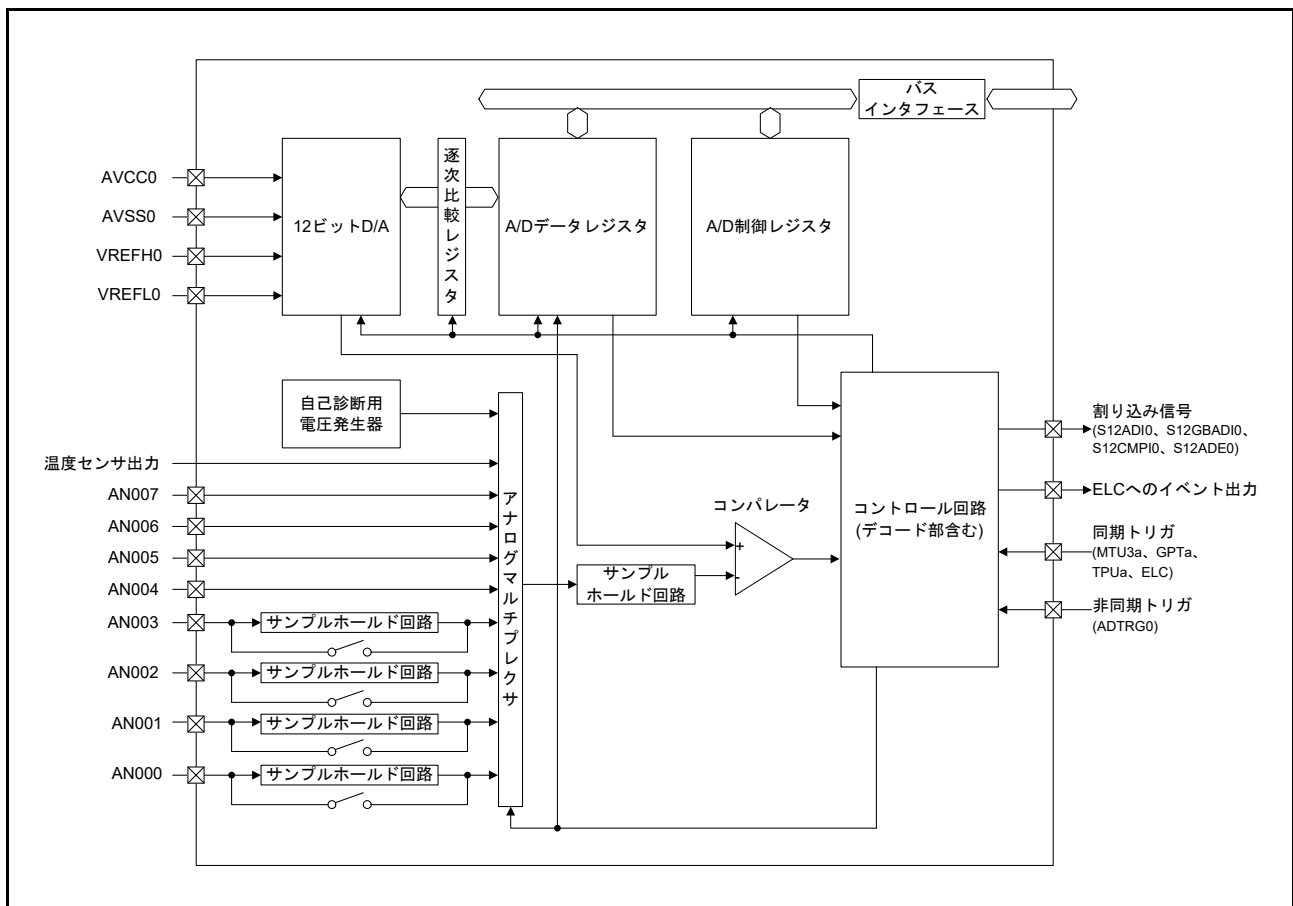 バス
インタフェース
AVCC0
AVSS0
VREFH0
VREFL0
12ビットD/A
逐次比較レジスタ
A/Dデータレジスタ
A/D制御レジスタ
自己診断用
電圧発生器
温度センサ出力
AN007
AN006
AN005
AN004
AN003
サンプルホールド回路
AN002
サンプルホールド回路
AN001
サンプルホールド回路
AN000
サンプルホールド回路
アナログマルチプレクサ
サンプル
ホールド回路
コンパレータ
+
-
コントロール回路
(デコード部含む)
割り込み信号
(S12ADI0、S12GBADI0、
S12CMPI0、S12ADE0)
ELCへのイベント出力
同期トリガ
(MTU3a、GPTa、
TPUa、ELC)
非同期トリガ
(ADTRG0)